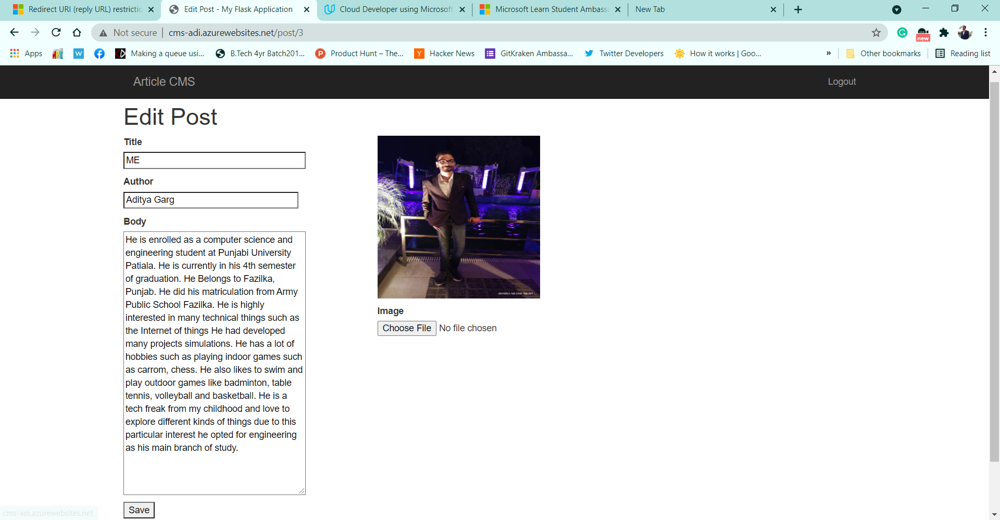 Redirect URI (reply URL) restrictio
Edit Post - My Flask Application
Cloud Developer using Microsoft
Microsoft Learn Student Ambassa
New Tab
Not secure
cms-adi.azurewebsites.net/post/3
new
Apps
Making a queue usi...
B.Tech 4yr Batch201...
Product Hunt – The...
Hacker News
GitKraken Ambassa...
Twitter Developers
How it works | Goo...
»
Other bookmarks
Reading list
Article CMS
Logout
Edit Post
Title
ME
Author
Aditya Garg
Body
He is enrolled as a computer science and
engineering student at Punjabi University
Patiala. He is currently in his 4th semester
of graduation. He Belongs to Fazilka,
Punjab. He did his matriculation from Army
Public School Fazilka. He is highly
interested in many technical things such as
the Internet of things He had developed
many projects simulations. He has a lot of
hobbies such as playing indoor games such
as carrom, chess. He also likes to swim and
play outdoor games like badminton, table
tennis, volleyball and basketball. He is a
tech freak from my childhood and love to
explore different kinds of things due to this
particular interest he opted for engineering
as his main branch of study.
2020.12.05 19:51
Image
Choose File No file chosen
Save
cms-adi.azurewebsites.net